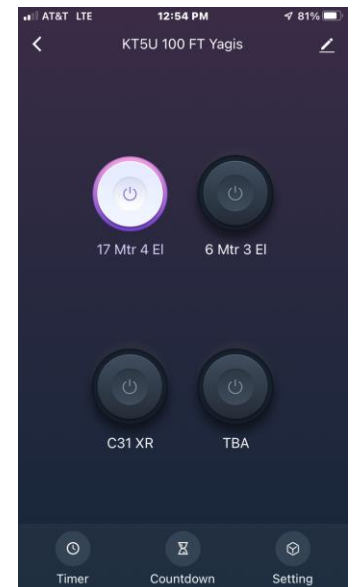 AT&T LTE 12:54 PM 81%
KT5U 100 FT Yagis
17 Mtr 4 El 6 Mtr 3 El
C31 XR TBA
Timer Countdown Setting